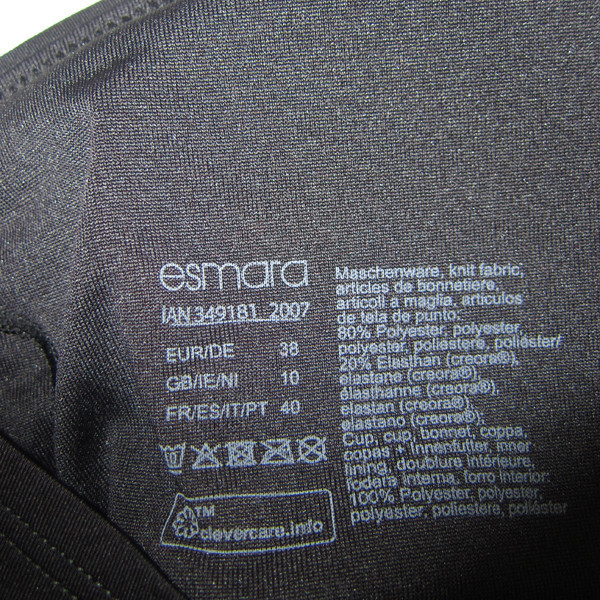 esmara
IAN 349181_2007
EUR/DE 38
GB/IE/NI 10
FR/ES/IT/PT 40
TM
clevercare.info
Maschenware, knit fabric,
articles de bonnetiere,
articoli a maglia, articulos
de tela de punto:
80% Polyester, polyester,
polyester, poliestere, poliéster/
20% Elasthan (creora®),
elastane (creora®),
élasthanne (creora®),
elastan (creora®),
elastano (creora®);
Cup, cup, bonnet, coppa,
copas + Innenfutter, inner
lining, doublure intérieure,
fodera interna, forro interior:
100% Polyester, polyester,
polyester, poliestere, poliéster